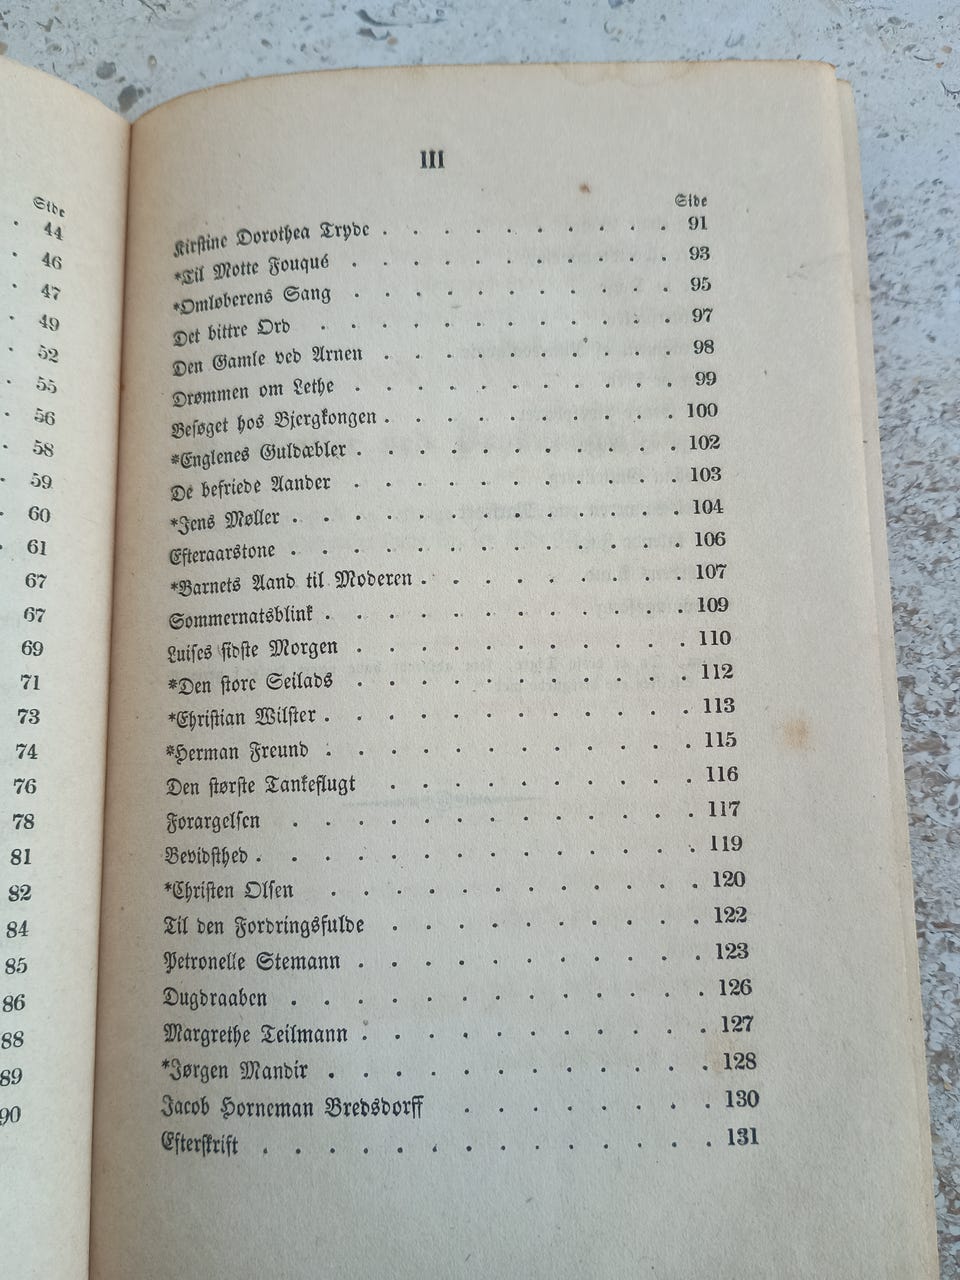 Side
44
46
47
49
52
55
56
58
59
60
61
67
67
69
71
73
74
76
78
81
82
84
85
86
88
89
90
III
Side
Kirstine Dorothea Tryde . . . . . . . . . 91
*Til Motte Fouqué . . . . . . . . . . 93
*Omløberens Sang . . . . . . . . . . 95
Det bittre Ord . . . . . . . . . . . 97
Den Gamle ved Arnen . . . . . . . . . 98
Drømmen om Lethe . . . . . . . . . . 99
Besøget hos Bjergkongen . . . . . . . . . 100
*Englenes Guldæbler . . . . . . . . . . 102
De befriede Aander . . . . . . . . . . 103
*Jens Møller . . . . . . . . . . . . 104
Efteraarstone . . . . . . . . . . . . 106
*Barnets Aand til Moderen . . . . . . . . 107
Sommernatsblink . . . . . . . . . . . 109
Luises sidste Morgen . . . . . . . . . . 110
*Den store Seilads . . . . . . . . . . 112
*Christian Wilster . . . . . . . . . . . 113
*Herman Freund . . . . . . . . . . . 115
Den største Tankeflugt . . . . . . . . . 116
Forargelsen . . . . . . . . . . . . 117
Bevidsthed . . . . . . . . . . . . . 119
*Christen Olsen . . . . . . . . . . . 120
Til den Fordringsfulde . . . . . . . . . 122
Petronelle Stemann . . . . . . . . . . 123
Dugdraaben . . . . . . . . . . . . 126
Margrethe Teilmann . . . . . . . . . . 127
*Jørgen Mandix . . . . . . . . . . . 128
Jacob Horneman Bredsdorff . . . . . . . 130
Efterskrift . . . . . . . . . . . . . 131